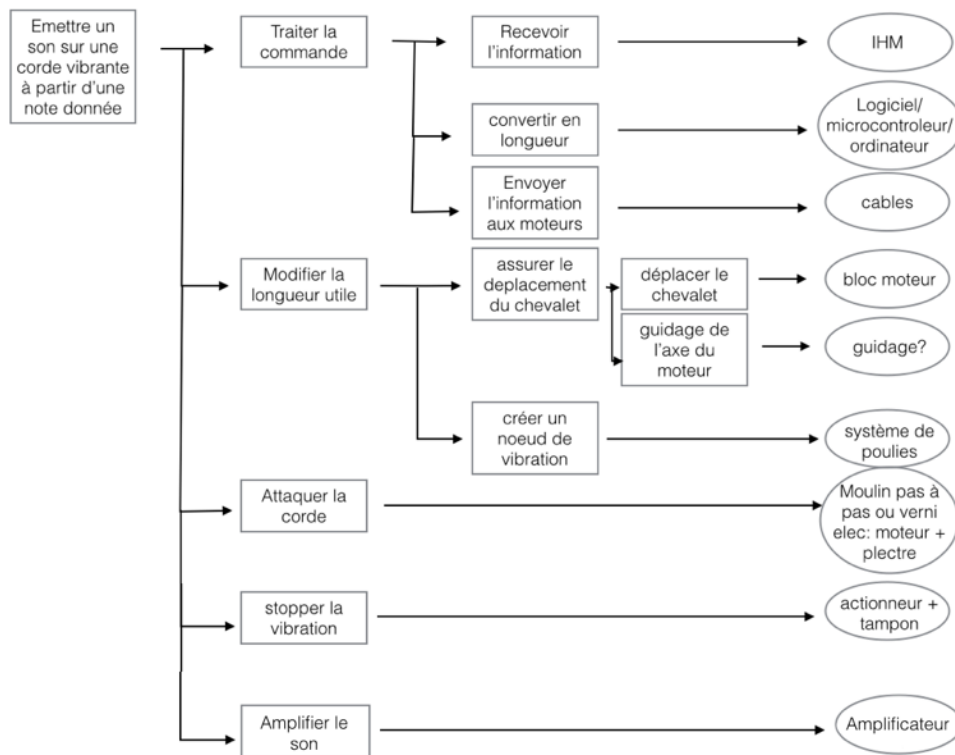 Emettre un
son sur une
corde vibrante
à partir d'une
note donnée
Traiter la
commande
Recevoir
l'information
IHM
convertir en
longueur
Logiciel/
microcontroleur/
ordinateur
Envoyer
l'information
aux moteurs
cables
Modifier la
longueur utile
assurer le
deplacement
du chevalet
déplacer le
chevalet
bloc moteur
guidage de
l'axe du
moteur
guidage?
créer un
noeud de
vibration
système de
poulies
Attaquer la
corde
Moulin pas à
pas ou verni
elec: moteur +
plectre
stopper la
vibration
actionneur +
tampon
Amplifier le
son
Amplificateur